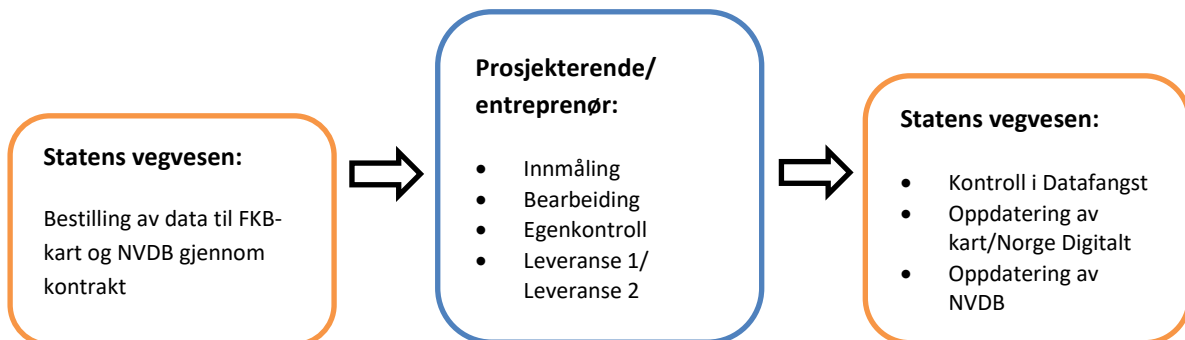 Statens vegvesen:
Bestilling av data til FKB-
kart og NVDB gjennom
kontrakt
Prosjekterende/
entreprenør:
• Innmåling
• Bearbeiding
• Egenkontroll
• Leveranse 1/
Leveranse 2
Statens vegvesen:
• Kontroll i Datafangst
• Oppdatering av
kart/Norge Digitalt
• Oppdatering av
NVDB